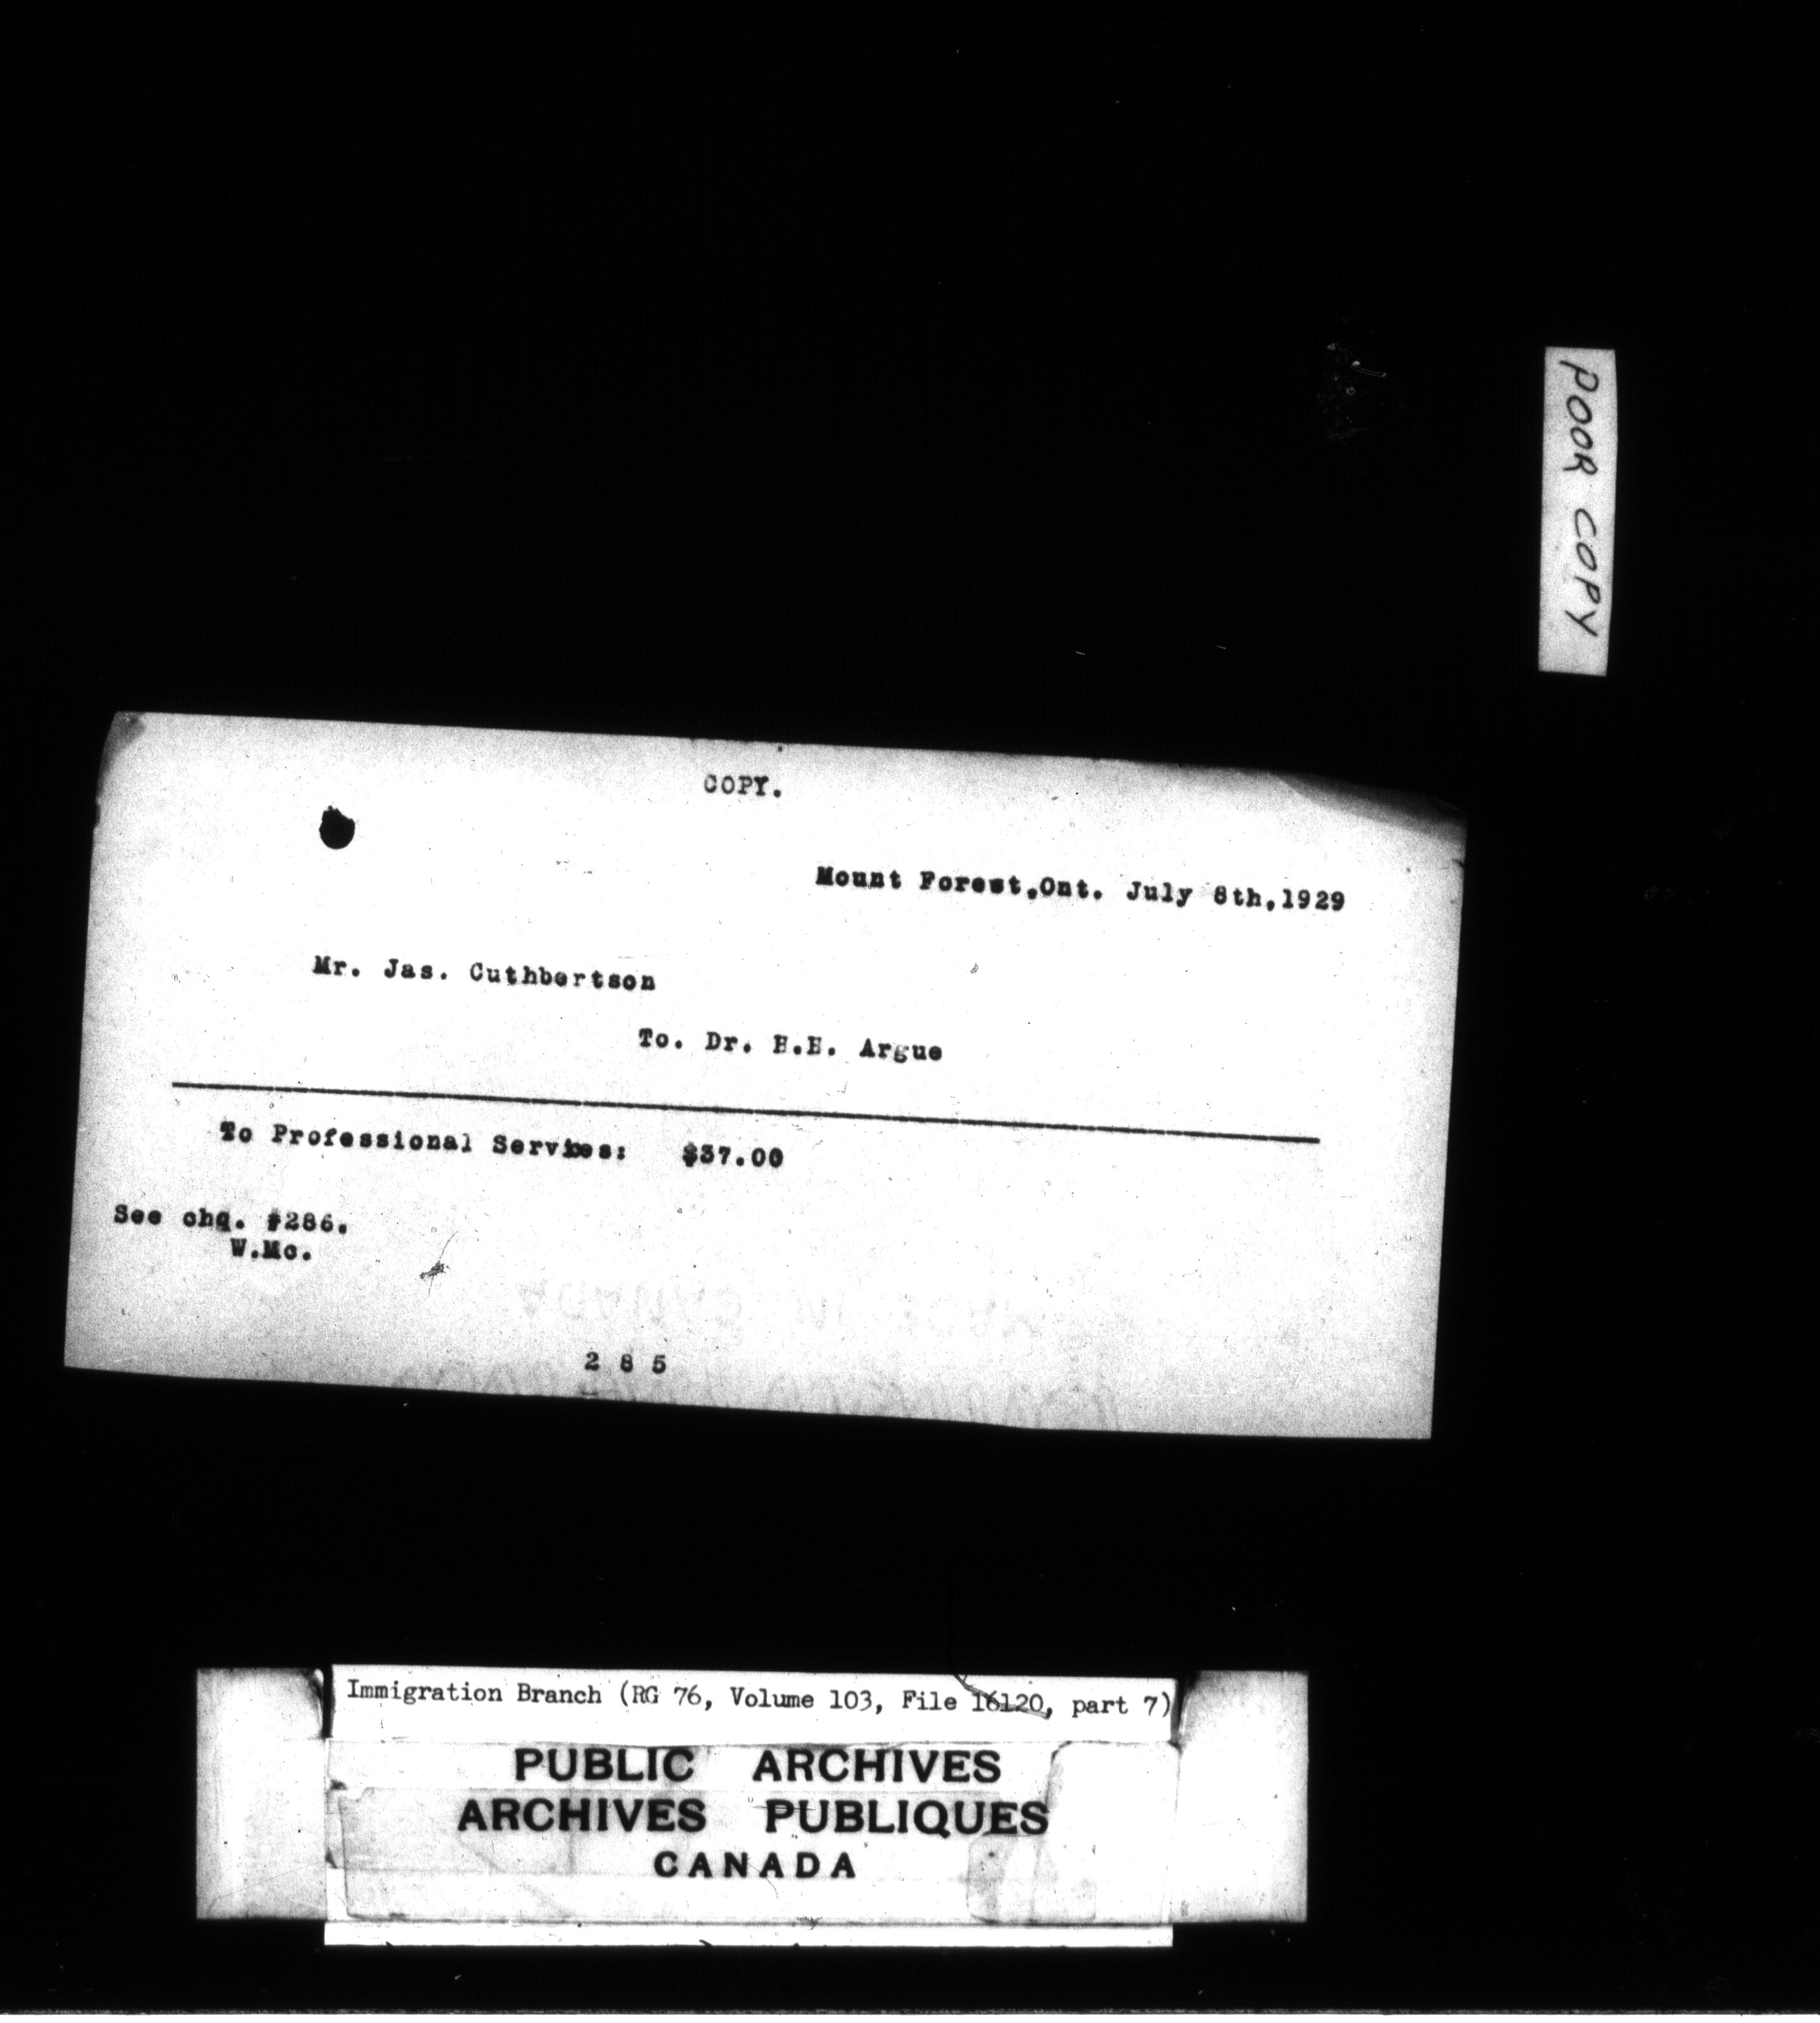 POOR COPY
COPY.
Mount Forest,Ont. July 8th,1929
Mr. Jas. Cuthbertson
To. Dr. Argue
To Professional Services: $37.00
See chq. #286.
W.Mc.
2 8 5
Immigration Branch (RG 76, Volume 103, File 16120, part 7)
PUBLIC ARCHIVES
ARCHIVES PUBLIQUES
CANADA